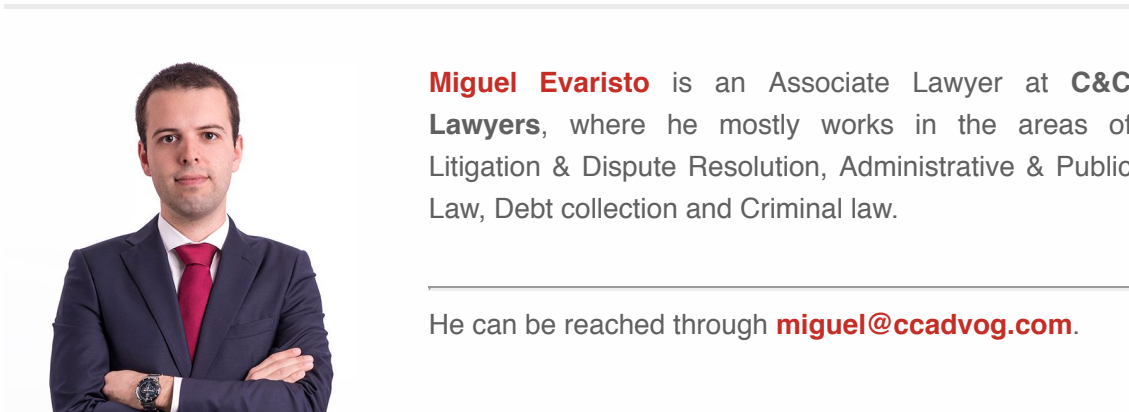 Miguel Evaristo is an Associate Lawyer at C&C
Lawyers, where he mostly works in the areas of
Litigation & Dispute Resolution, Administrative & Public
Law, Debt collection and Criminal law.
He can be reached through miguel@ccadvog.com.